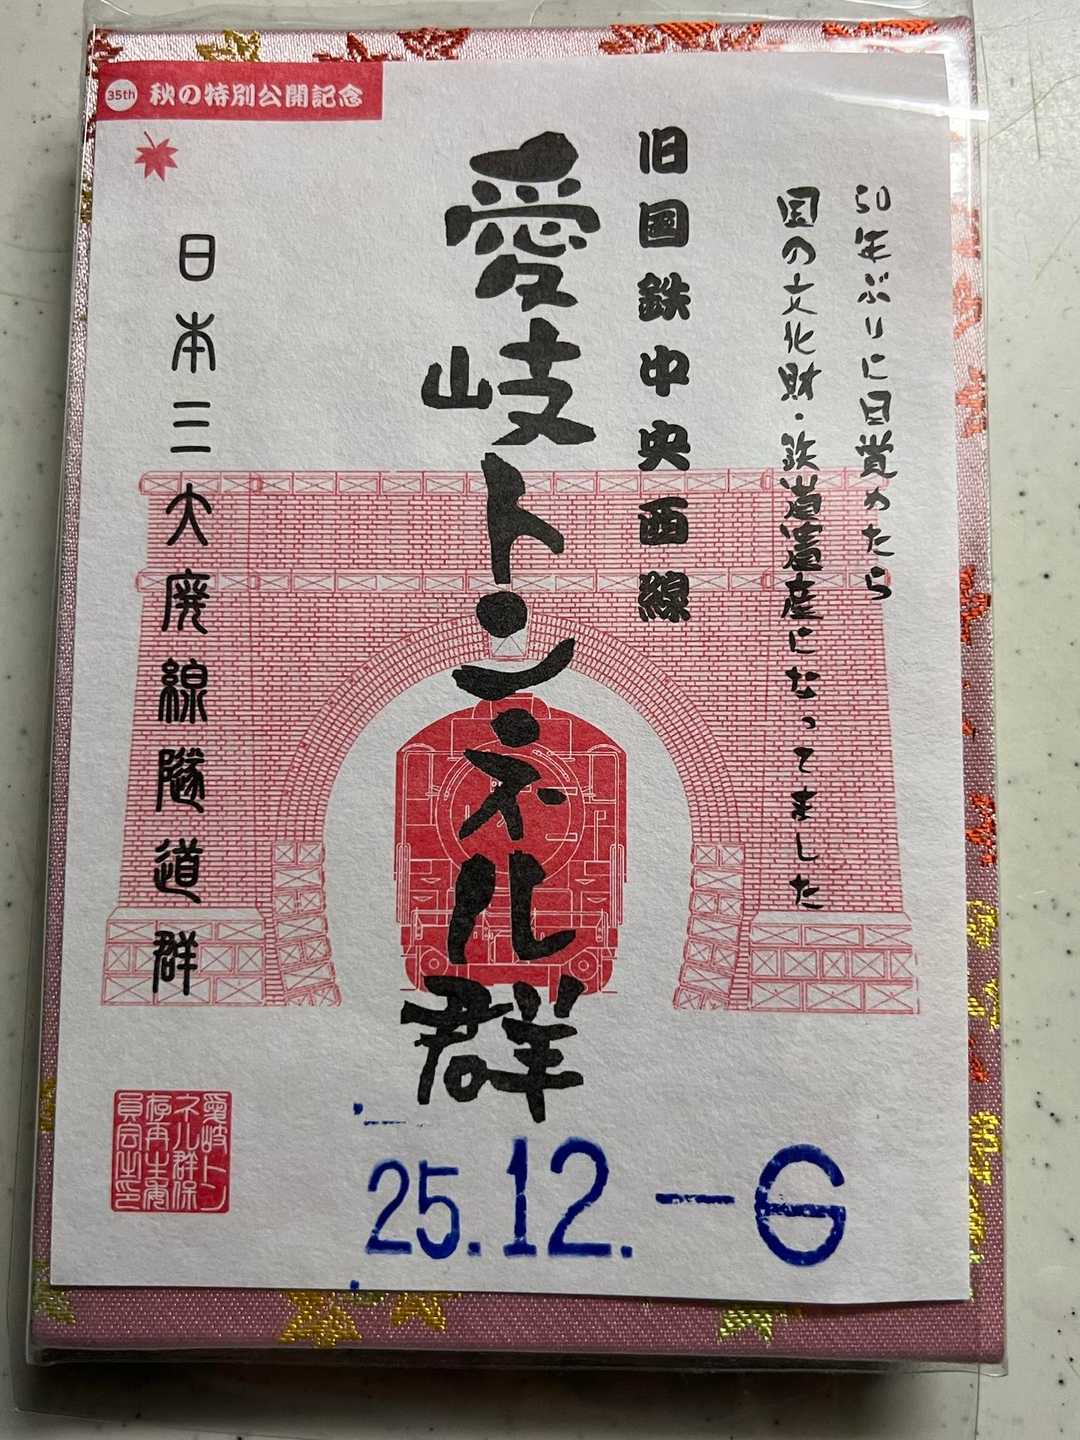 35th 秋の特別公開記念
50年ぶりに目覚めたら
国の文化財・鉄道遺産になってました
旧国鉄中央西線
愛岐トンネル群
日本三大廃線隧道群
愛岐トン
ネル群保
存再生委
員会之印
25.12.-6